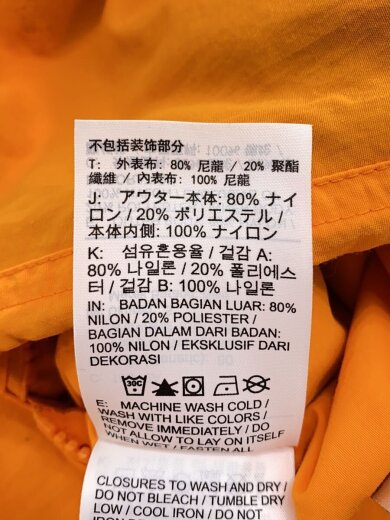 不包括装饰部分
T: 外表布: 80% 尼龍 / 20% 聚酯
纖維 / 內表布: 100% 尼龍
J: アウター本体: 80% ナイ
ロン / 20% ポリエステル /
本体内側: 100% ナイロン
K: 섬유혼용율 / 겉감 A:
80% 나일론 / 20% 폴리에스
터 / 겉감 B: 100% 나일론
IN: BADAN BAGIAN LUAR: 80%
NILON / 20% POLIESTER /
BAGIAN DALAM DARI BADAN:
100% NILON / EKSKLUSIF DARI
DEKORASI
30C
E: MACHINE WASH COLD /
WASH WITH LIKE COLORS /
REMOVE IMMEDIATELY / DO
NOT ALLOW TO LAY ON ITSELF
WHEN WET / FASTEN ALL
CLOSURES TO WASH AND DRY /
DO NOT BLEACH / TUMBLE DRY
LOW / COOL IRON / DO NOT